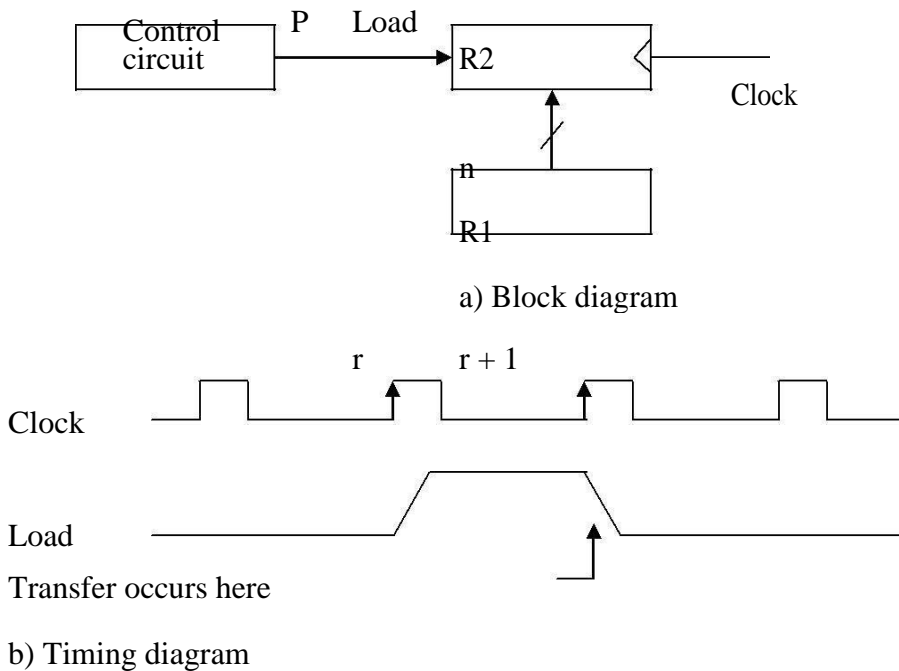 Control
circuit
P Load
R2
Clock
n
R1
a) Block diagram
r r + 1
Clock
Load
Transfer occurs here
b) Timing diagram